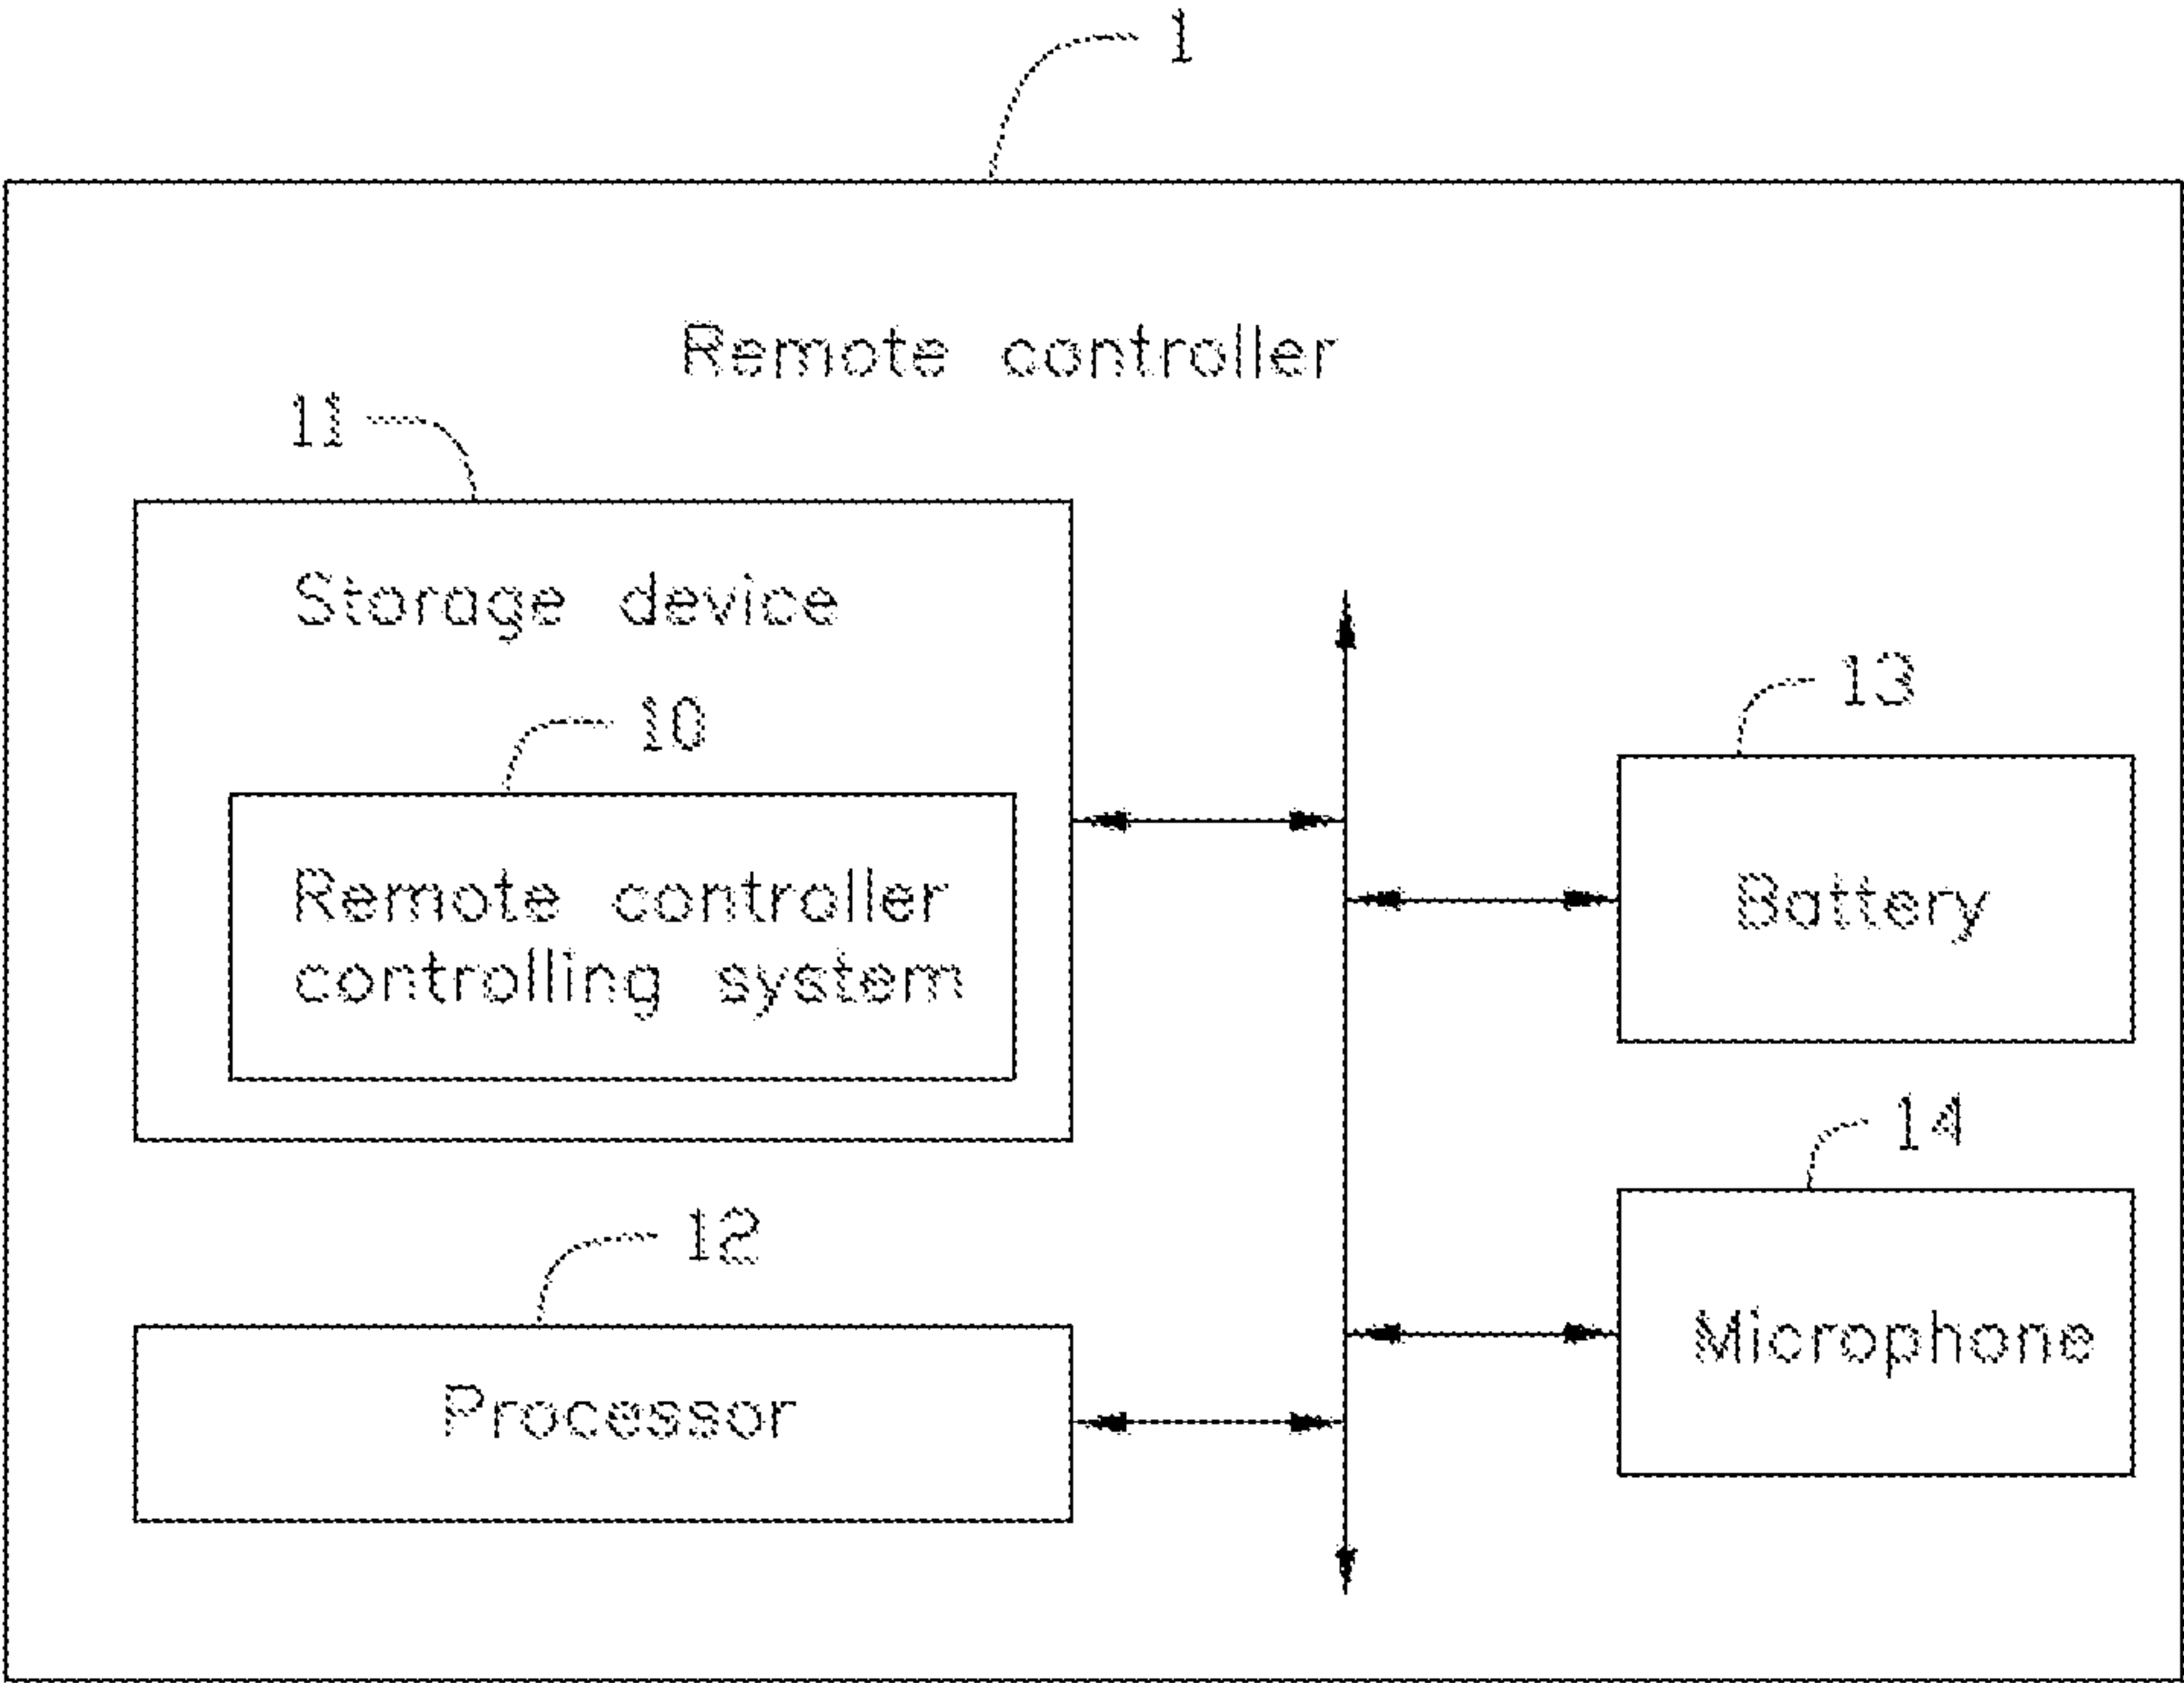 1
Remote controller
11
Storage device
10
Remote controller
controlling system
13
Battery
14
Microphone
12
Processor